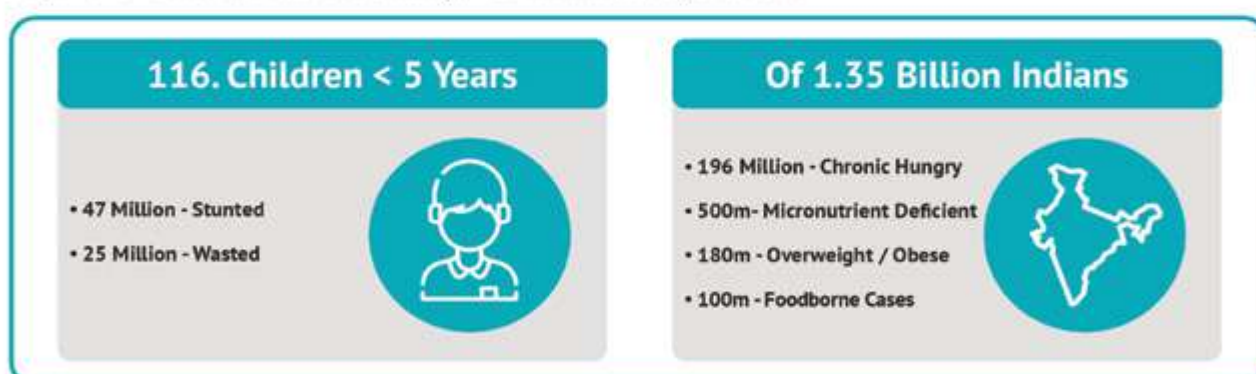 116. Children < 5 Years
• 47 Million - Stunted
• 25 Million - Wasted
Of 1.35 Billion Indians
• 196 Million - Chronic Hungry
• 500m- Micronutrient Deficient
• 180m - Overweight / Obese
• 100m - Foodborne Cases